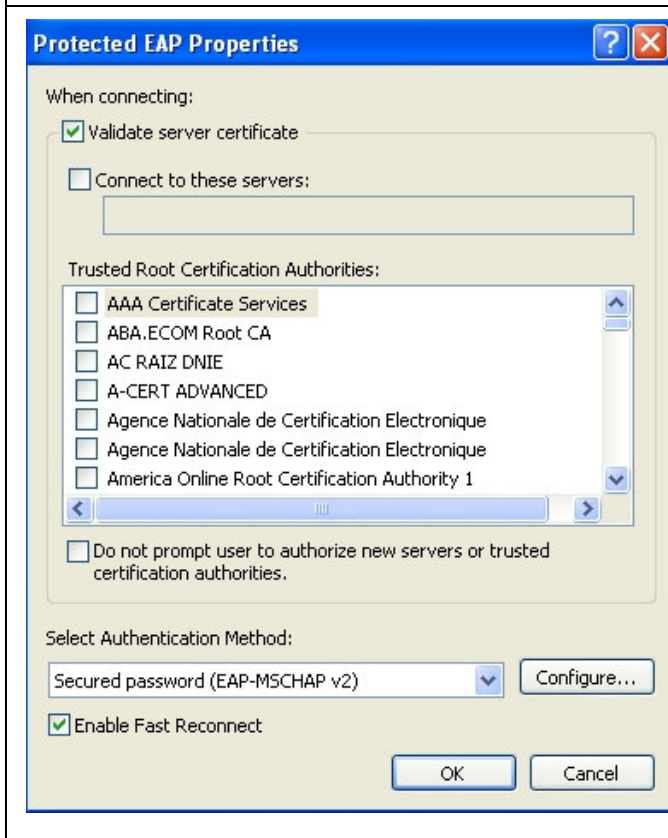 Protected EAP Properties
When connecting:
Validate server certificate
Connect to these servers:
Trusted Root Certification Authorities:
AAA Certificate Services
ABA.ECOM Root CA
AC RAIZ DNIE
A-CERT ADVANCED
Agence Nationale de Certification Electronique
Agence Nationale de Certification Electronique
America Online Root Certification Authority 1
Do not prompt user to authorize new servers or trusted
certification authorities.
Select Authentication Method:
Secured password (EAP-MSCHAP v2)
Configure...
Enable Fast Reconnect
OK
Cancel